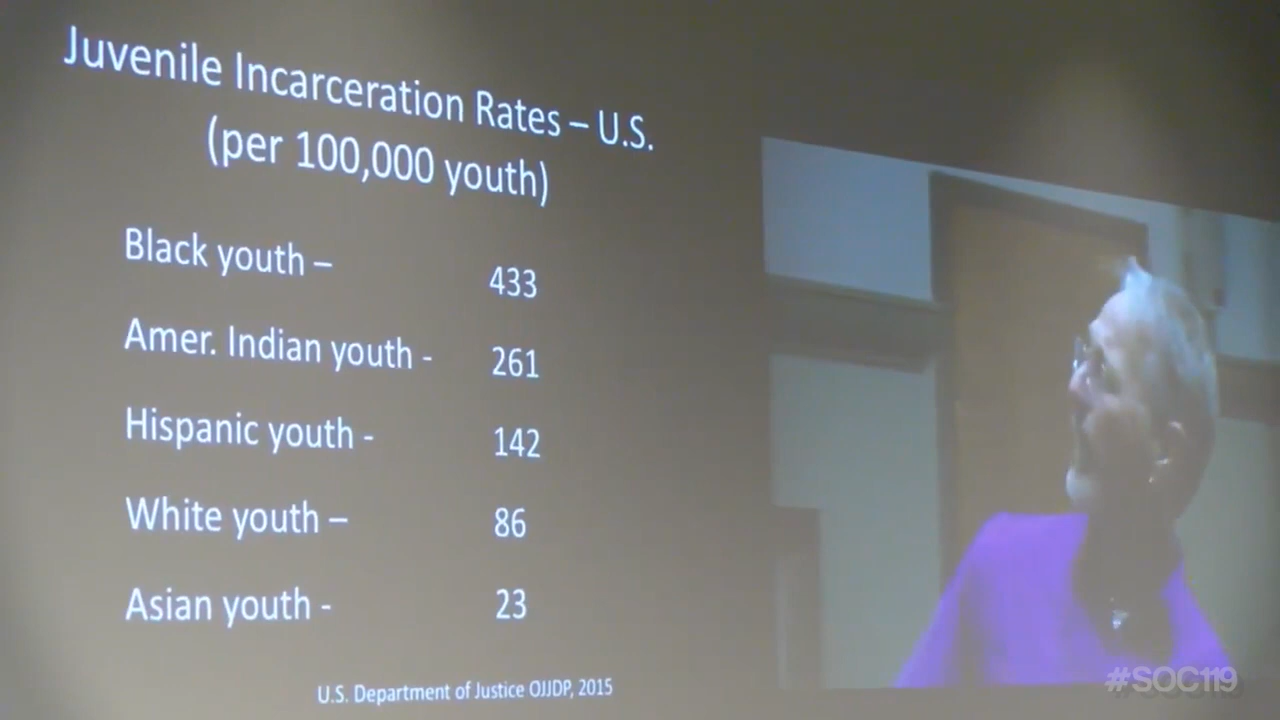 Juvenile Incarceration Rates – U.S.
(per 100,000 youth)
Black youth – 433
Amer. Indian youth - 261
Hispanic youth - 142
White youth – 86
Asian youth - 23
U.S. Department of Justice OJJDP, 2015
#SOC119